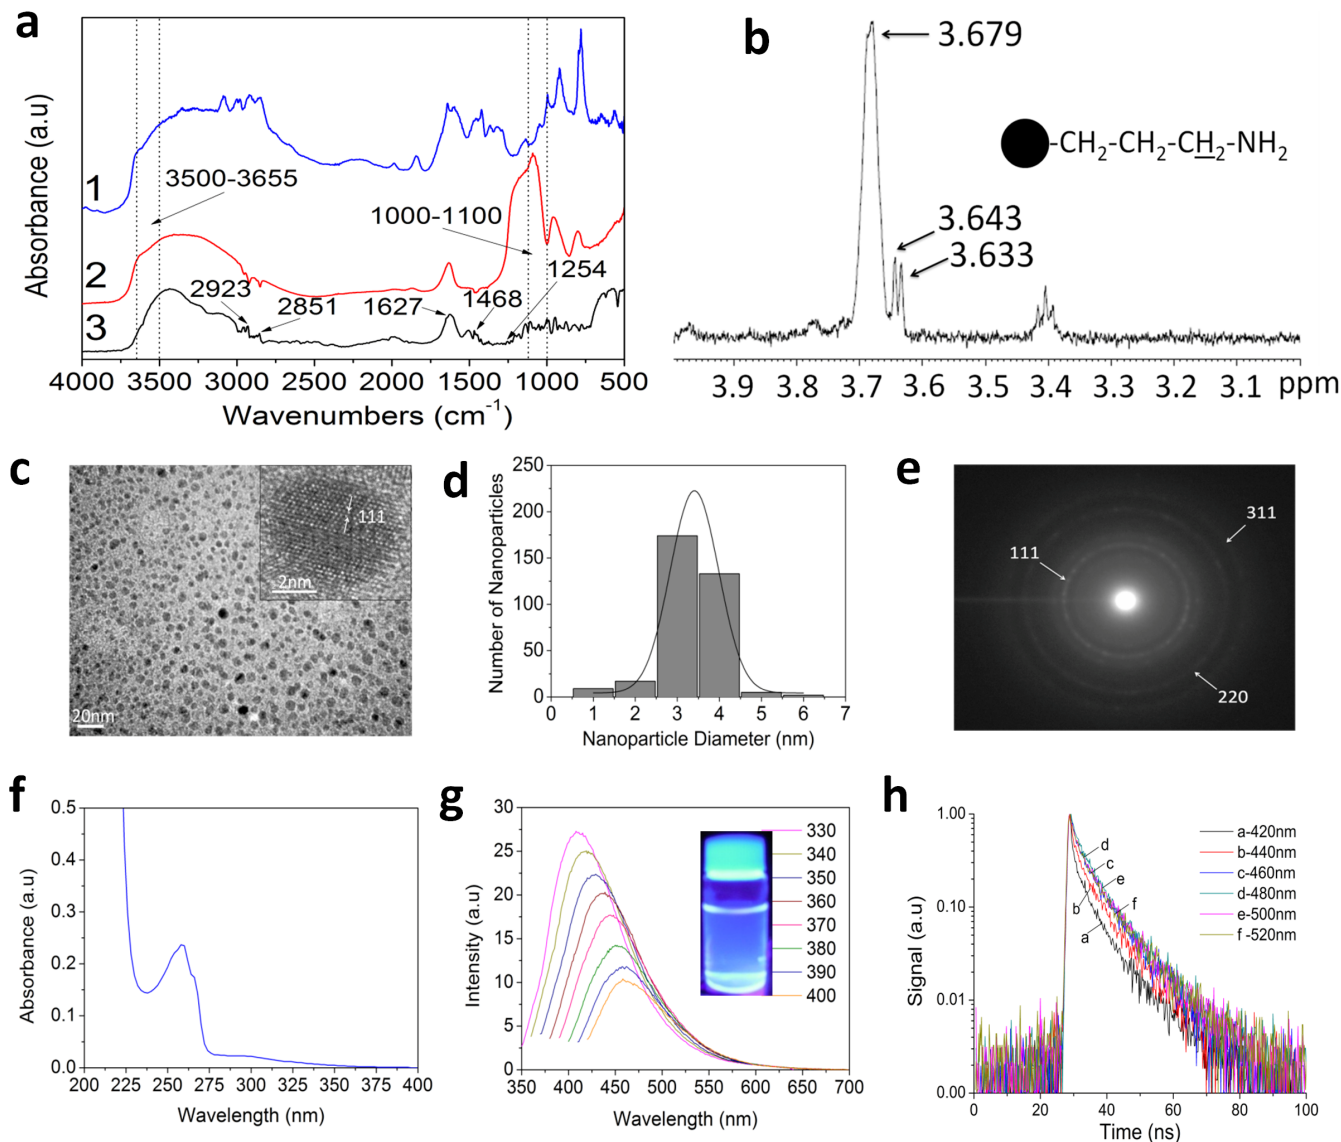 a
Absorbance (a.u)
1
2
3
3500-3655
1000-1100
2923
2851
1627
1468
1254
4000 3500 3000 2500 2000 1500 1000 500
Wavenumbers (cm⁻¹)
b
3.679
-CH₂-CH₂-CH₂-NH₂
3.643
3.633
3.9 3.8 3.7 3.6 3.5 3.4 3.3 3.2 3.1 ppm
c
111
2nm
20nm
d
Number of Nanoparticles
250
200
150
100
50
0
0 1 2 3 4 5 6 7
Nanoparticle Diameter (nm)
e
111
311
220
f
Absorbance (a.u)
0.5
0.4
0.3
0.2
0.1
0.0
200 225 250 275 300 325 350 375 400
Wavelength (nm)
g
Intensity (a.u)
30
25
20
15
10
5
0
330
340
350
360
370
380
390
400
350 400 450 500 550 600 650 700
Wavelength (nm)
h
Signal (a.u)
1.00
0.10
0.01
0.00
d
c
e
f
b
a
a-420nm
b-440nm
c-460nm
d-480nm
e-500nm
f -520nm
0 20 40 60 80 100
Time (ns)